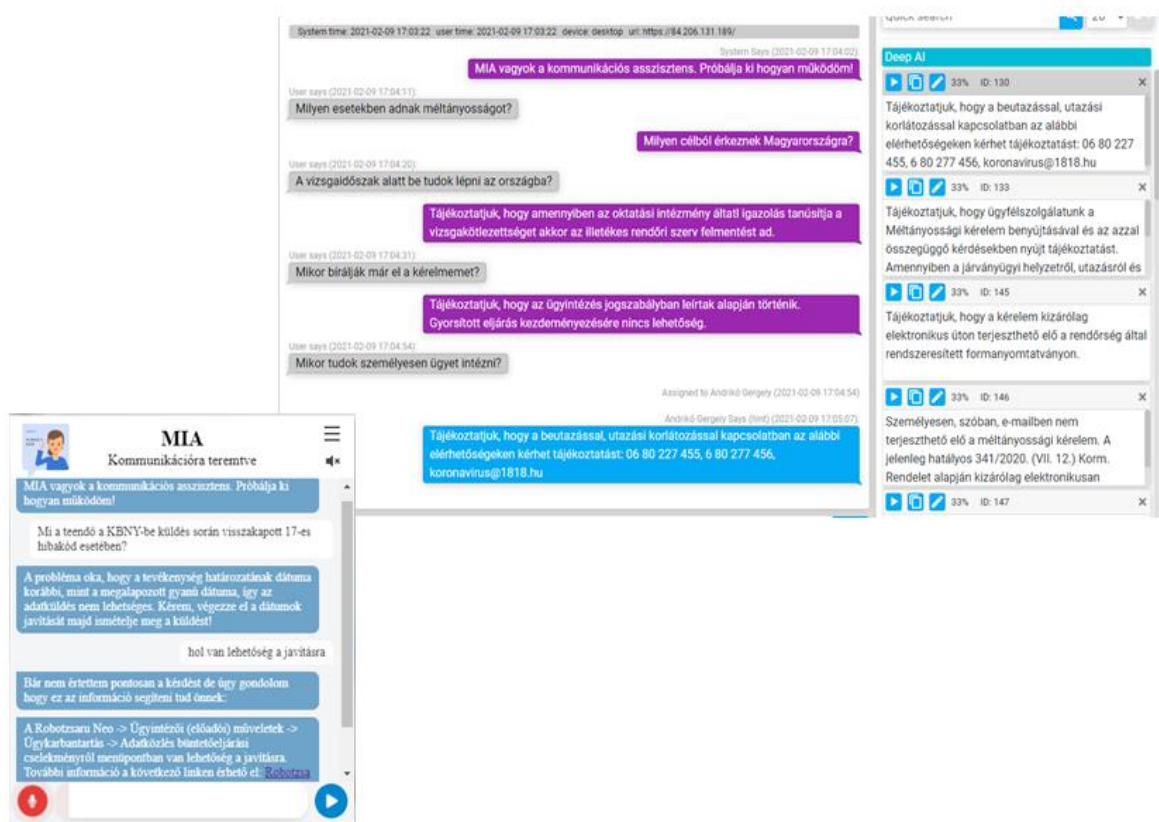 System time: 2021-02-09 17:03:22 user time: 2021-02-09 17:03:22 device: desktop url: https://84.206.131.189/
System Says (2021-02-09 17:04:02):
MIA vagyok a kommunikációs asszisztens. Próbálja ki hogyan működöm!
User says (2021-02-09 17:04:11):
Milyen esetekben adnak méltányosságot?
Milyen célból érkeznek Magyarországra?
User says (2021-02-09 17:04:20):
A vizsgaidőszak alatt be tudok lépni az országba?
Tájékoztatjuk, hogy amennyiben az oktatási intézmény áltatl igazolás tanúsítja a
vizsgakötlezettséget akkor az illetékes rendőri szerv felmentést ad.
User says (2021-02-09 17:04:31):
Mikor bírálják már el a kérelmemet?
Tájékoztatjuk, hogy az ügyintézés jogszabályban leírtak alapján történik.
Gyorsított eljárás kezdeményezésére nincs lehetőség.
User says (2021-02-09 17:04:54):
Mikor tudok személyesen ügyet intézni?
Assigned to Andrikó Gergely (2021-02-09 17:04:54)
Andrikó Gergely Says (hint) (2021-02-09 17:05:07):
Tájékoztatjuk, hogy a beutazással, utazási korlátozással kapcsolatban az alábbi
elérhetőségeken kérhet tájékoztatást: 06 80 227 455, 6 80 277 456,
koronavirus@1818.hu
Quick search 20
Deep AI
33% ID: 130 ×
Tájékoztatjuk, hogy a beutazással, utazási
korlátozással kapcsolatban az alábbi
elérhetőségeken kérhet tájékoztatást: 06 80 227
455, 6 80 277 456, koronavirus@1818.hu
33% ID: 133 ×
Tájékoztatjuk, hogy ügyfélszolgálatunk a
Méltányossági kérelem benyújtásával és az azzal
összegüggő kérdésekben nyújt tájékoztatást.
Amennyiben a járványügyi helyzetről, utazásról és
33% ID: 145 ×
Tájékoztatjuk, hogy a kérelem kizárólag
elektronikus úton terjeszthető elő a rendőrség által
rendszeresített formanyomtatványon.
33% ID: 146 ×
Személyesen, szóban, e-mailben nem
terjeszthető elő a méltányossági kérelem. A
jelenleg hatályos 341/2020. (VII. 12.) Korm.
Rendelet alapján kizárólag elektronikusan
33% ID: 147 ×
MIA
Kommunikációra teremtve
MIA vagyok a kommunikációs asszisztens. Próbálja ki
hogyan működöm!
Mi a teendő a KBNY-be küldés során visszakapott 17-es
hibakód esetében?
A probléma oka, hogy a tevékenység határozatának dátuma
korábbi, mint a megalapozott gyanú dátuma, így az
adatküldés nem lehetséges. Kérem, végezze el a dátumok
javítását majd ismételje meg a küldést!
hol van lehetőség a javításra
Bár nem értettem pontosan a kérdést de úgy gondolom
hogy ez az információ segíteni tud önnek:
A Robotzsaru Neo -> Ügyintézői (előadói) műveletek ->
Ügykarbantartás -> Adatközlés büntetőeljárási
cselekményről menüpontban van lehetőség a javításra.
További információ a következő linken érhető el: Robotzsa